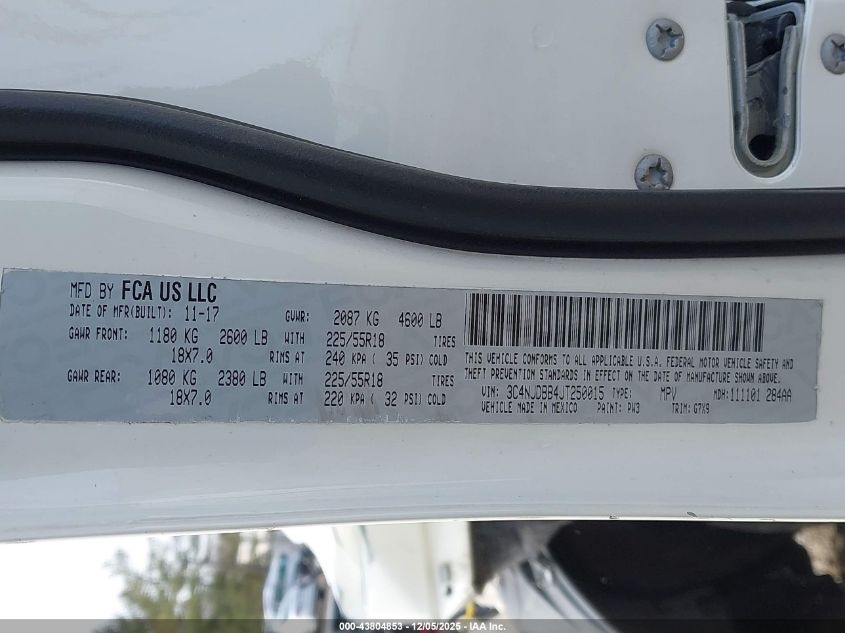 MFD BY FCA US LLC
DATE OF MFR(BUILT): 11-17 GVWR: 2087 KG 4600 LB
GAWR FRONT: 1180 KG 2600 LB WITH 225/55R18 TIRES
18X7.0 RIMS AT 240 KPA ( 35 PSI) COLD
GAWR REAR: 1080 KG 2380 LB WITH 225/55R18 TIRES
18X7.0 RIMS AT 220 KPA ( 32 PSI) COLD
THIS VEHICLE CONFORMS TO ALL APPLICABLE U.S.A. FEDERAL MOTOR VEHICLE SAFETY AND
THEFT PREVENTION STANDARDS IN EFFECT ON THE DATE OF MANUFACTURE SHOWN ABOVE.
VIN: 3C4NJDBB4JT250015 TYPE: MPV MDH:111101 284AA
VEHICLE MADE IN MEXICO PAINT: PW3 TRIM: G7X9
000-43804853 - 12/05/2025 - IAA, Inc.